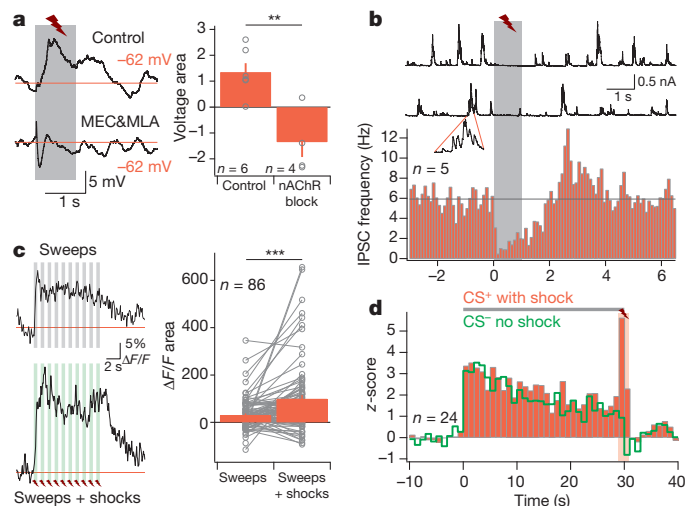 a
Control
−62 mV
MEC&MLA
−62 mV
5 mV
1 s
**
Voltage area
2
1
0
−1
−2
n = 6
n = 4
Control
nAChR
block
b
0.5 nA
1 s
IPSC frequency (Hz)
12
9
6
3
0
n = 5
−2
0
2
4
6
c
Sweeps
5%
ΔF/F
2 s
Sweeps + shocks
***
n = 86
ΔF/F area
600
400
200
0
Sweeps
Sweeps
+ shocks
d
CS+ with shock
CS− no shock
z-score
5
4
3
2
1
0
−1
n = 24
−10
0
10
20
30
40
Time (s)